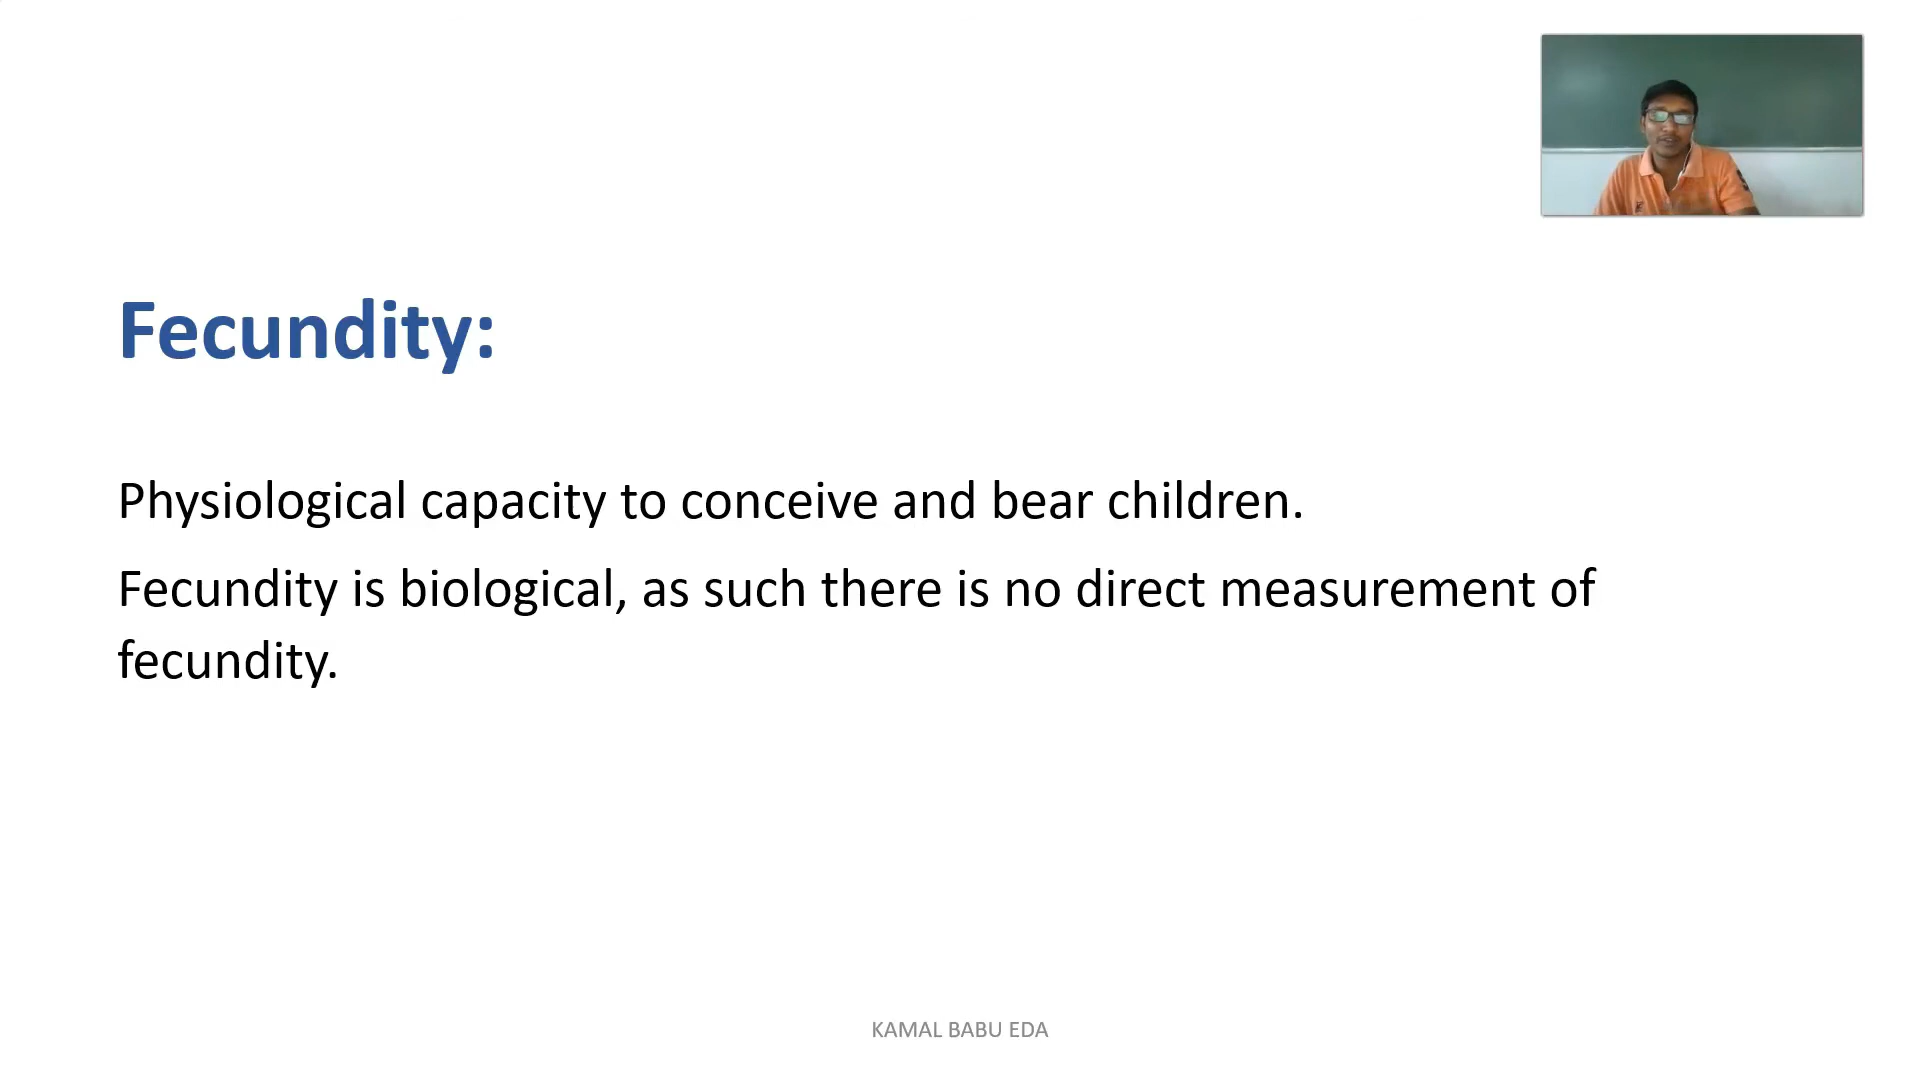 Fecundity:
Physiological capacity to conceive and bear children.
Fecundity is biological, as such there is no direct measurement of
fecundity.
KAMAL BABU EDA